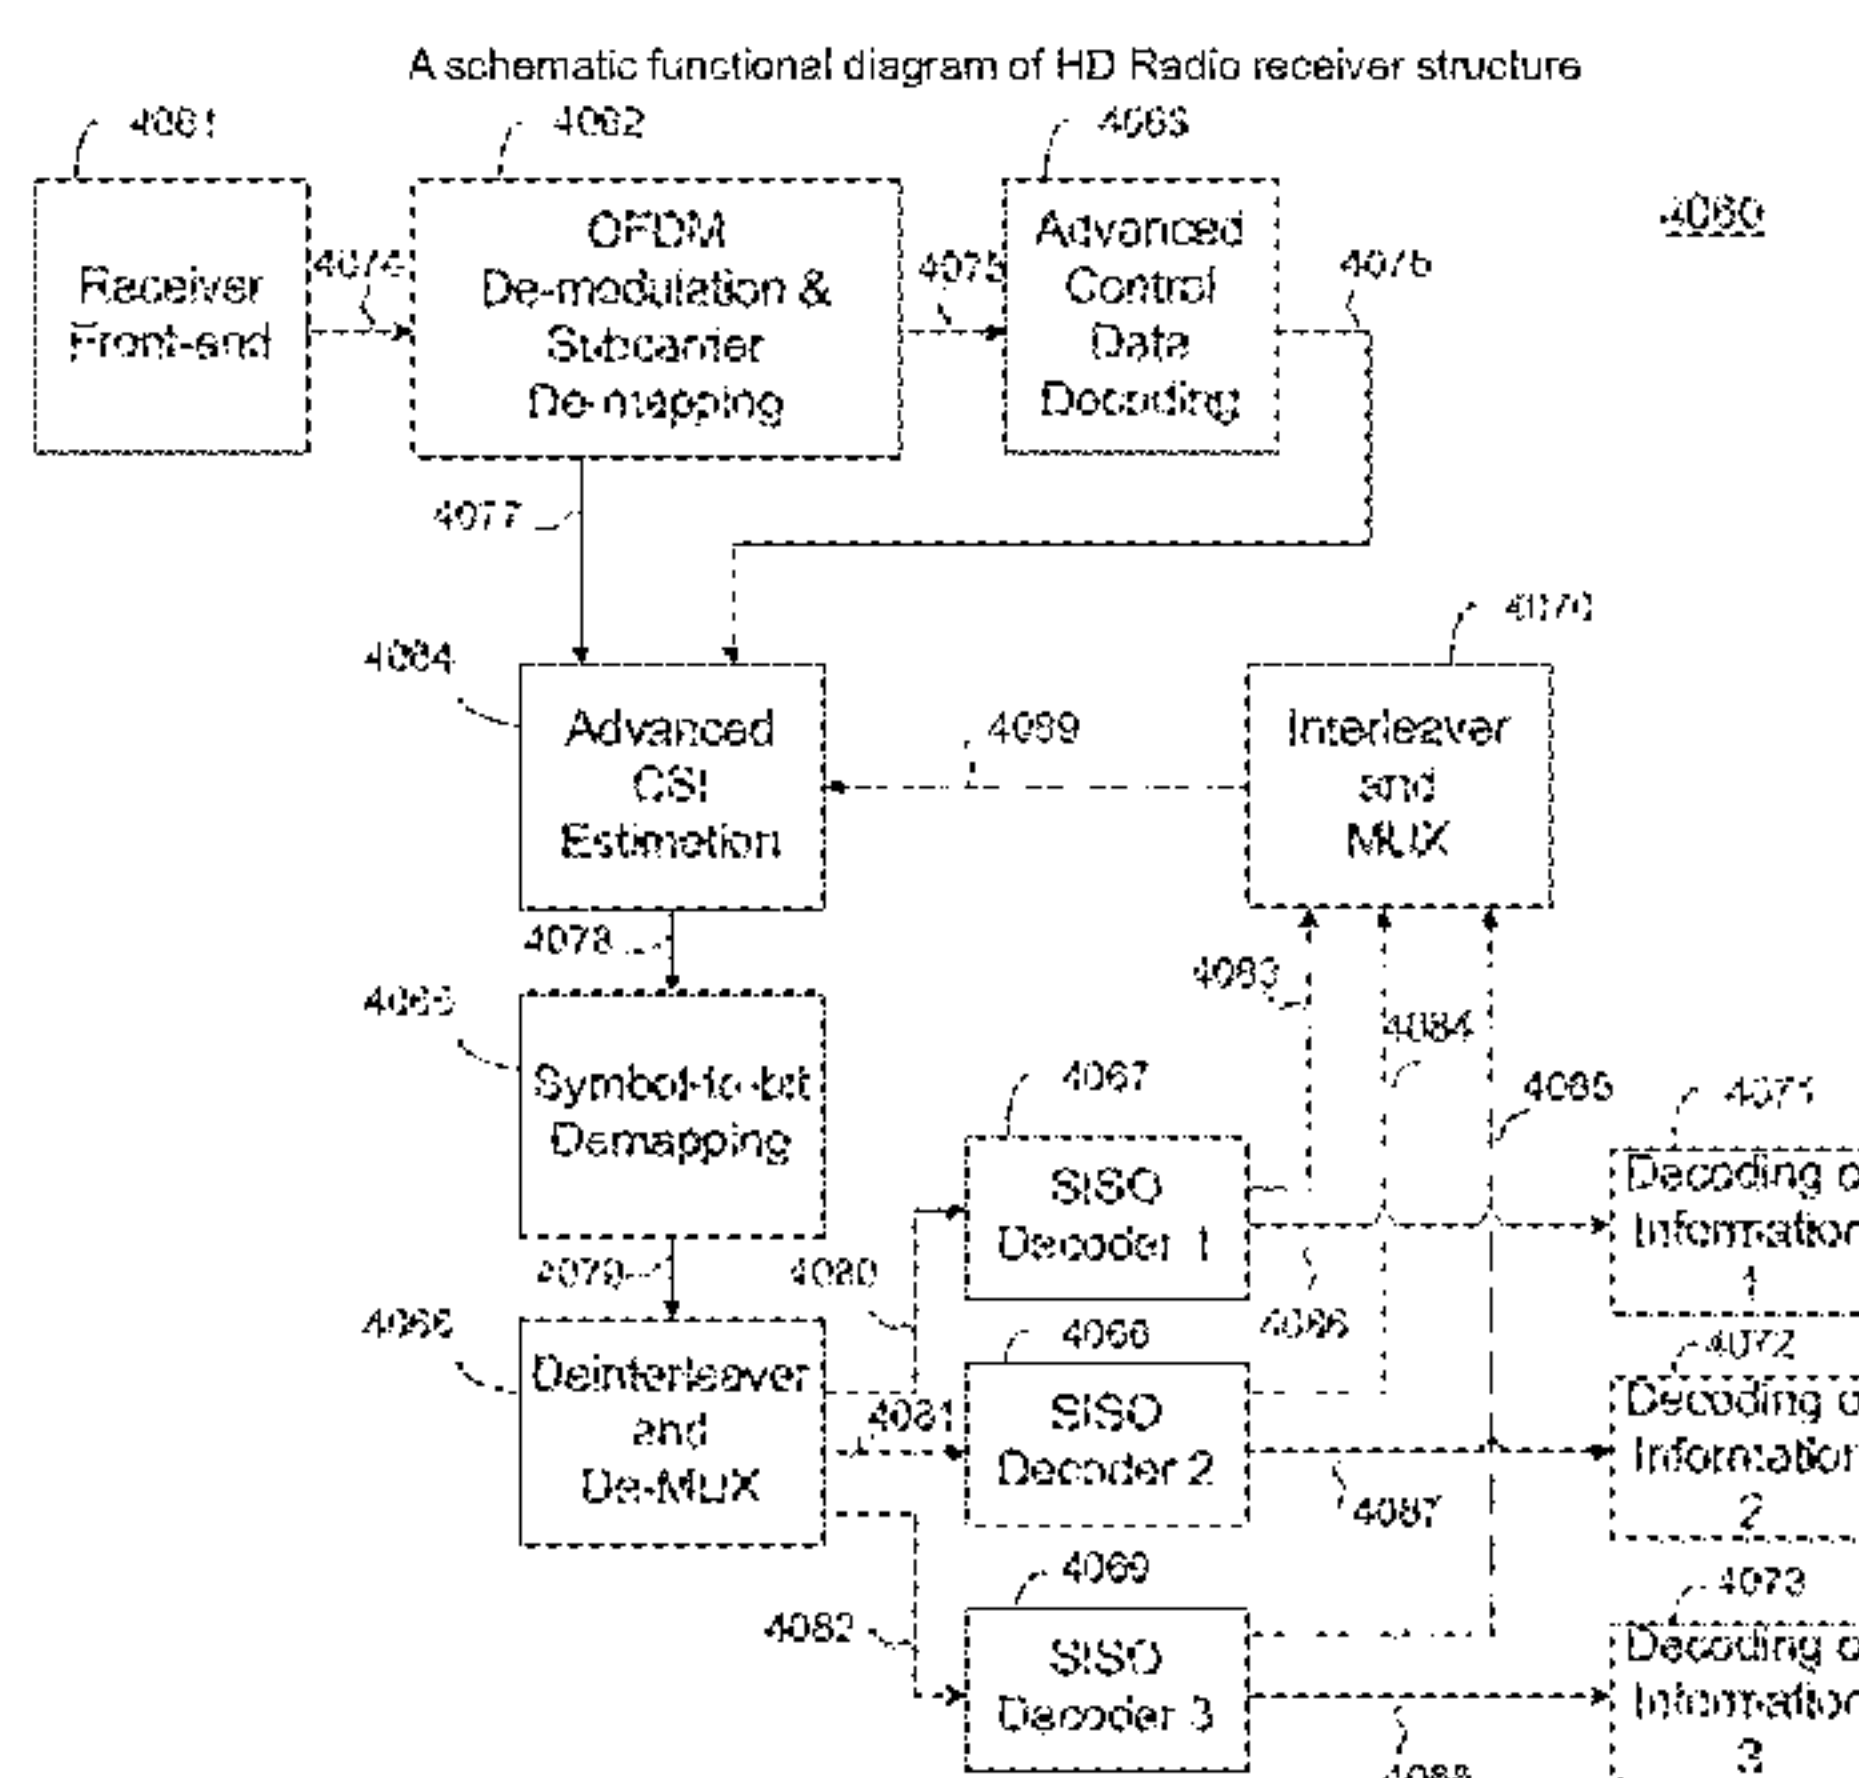 A schematic functional diagram of HD Radio receiver structure
4061
4062
4063
4060
Receiver
Front-end
4074
OFDM
De-modulation &
Subcarrier
De-mapping
4075
Advanced
Control
Data
Decoding
4076
4077
4064
Advanced
CSI
Estimation
4089
4070
Interleaver
and
MUX
4078
4065
Symbol-to-bit
Demapping
4083
4084
4085
4079
4080
4067
SISO
Decoder 1
4086
4071
Decoding o
Information
1
4066
Deinterleaver
and
De-MUX
4081
4068
SISO
Decoder 2
4087
4072
Decoding o
Information
2
4082
4069
SISO
Decoder 3
4088
4073
Decoding o
Information
3